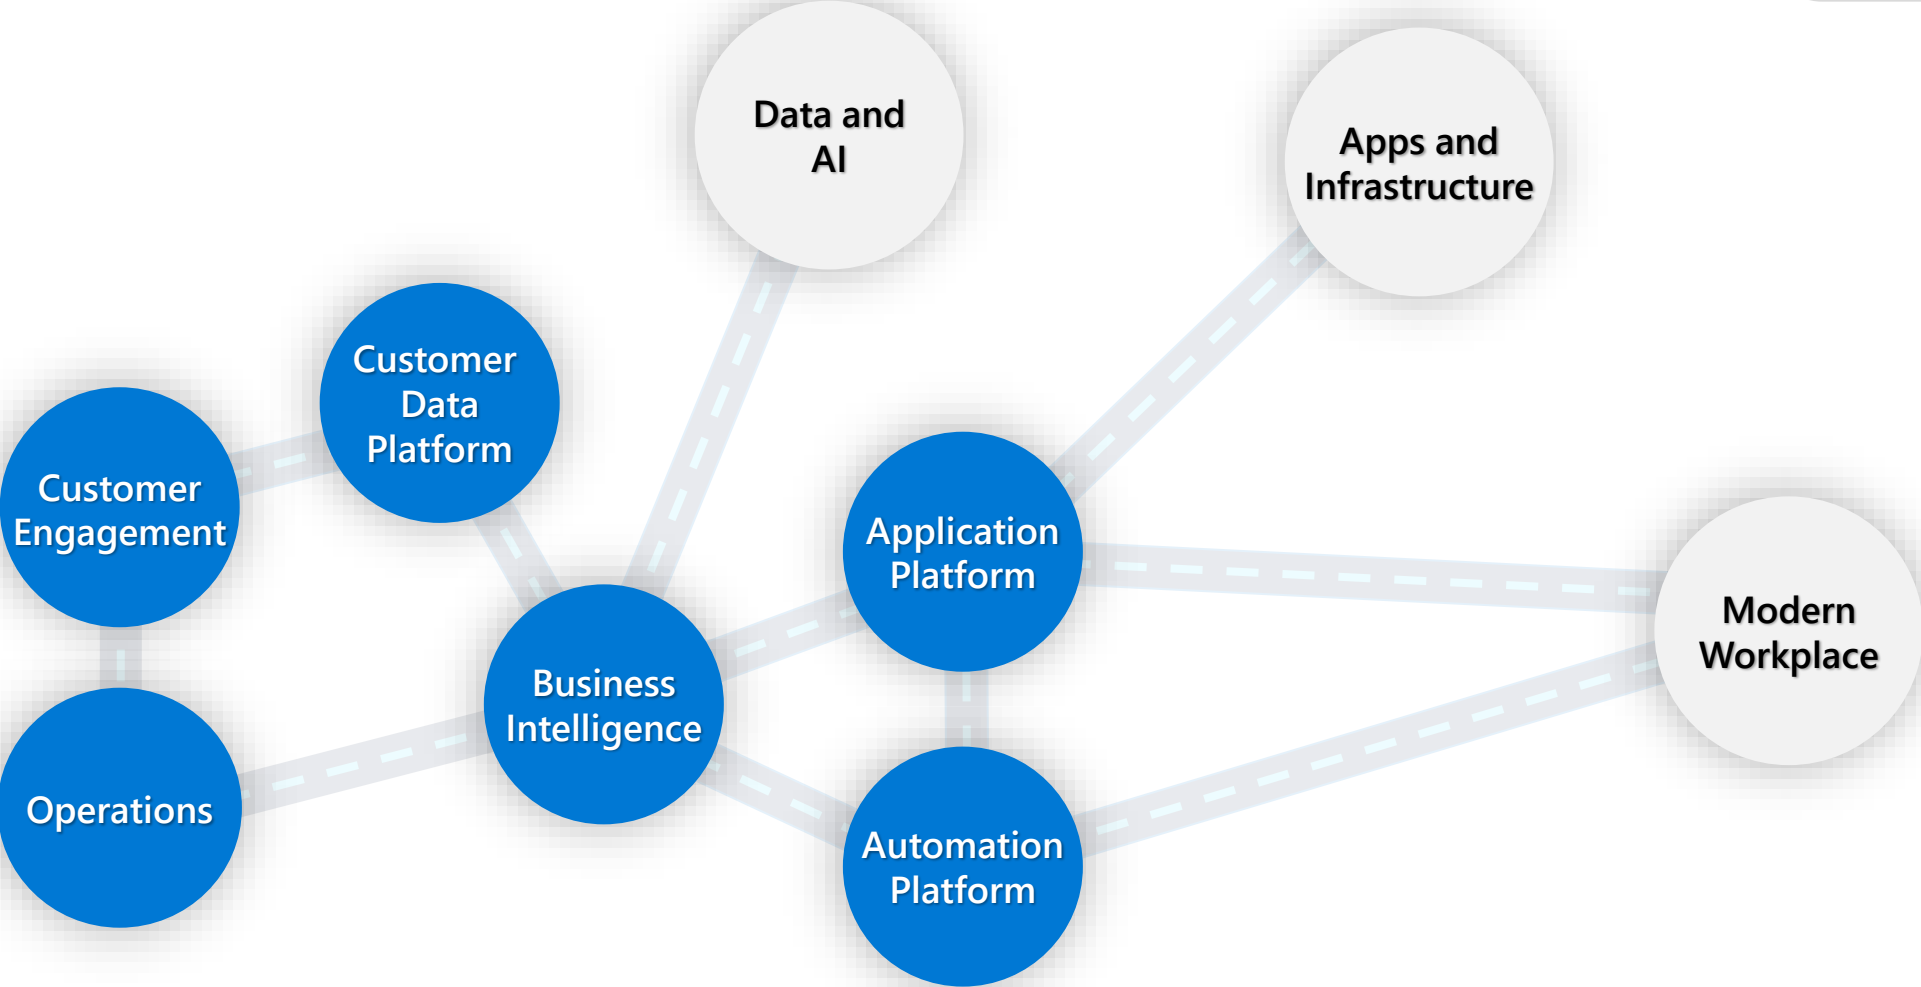 Data and
AI
Apps and
Infrastructure
Customer
Data
Platform
Customer
Engagement
Application
Platform
Modern
Workplace
Business
Intelligence
Operations
Automation
Platform